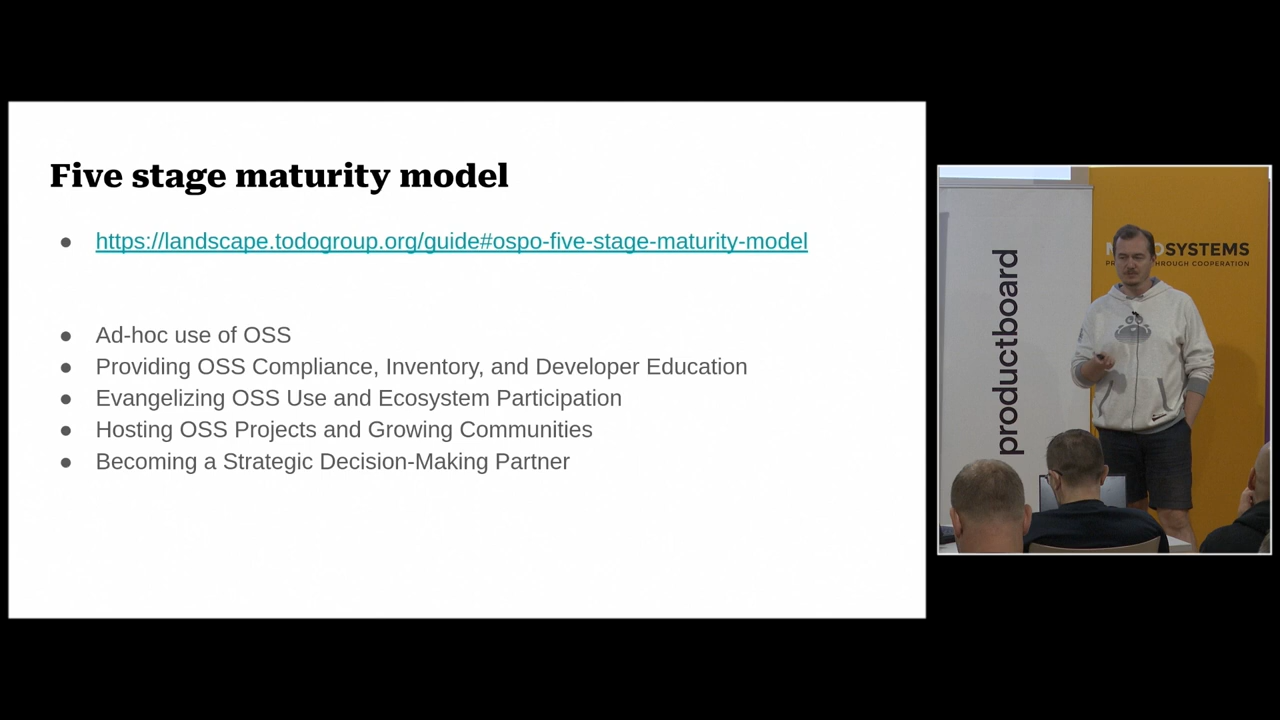 Five stage maturity model
https://landscape.todogroup.org/guide#ospo-five-stage-maturity-model
Ad-hoc use of OSS
Providing OSS Compliance, Inventory, and Developer Education
Evangelizing OSS Use and Ecosystem Participation
Hosting OSS Projects and Growing Communities
Becoming a Strategic Decision-Making Partner
productboard
SYSTEMS
THROUGH COOPERATION